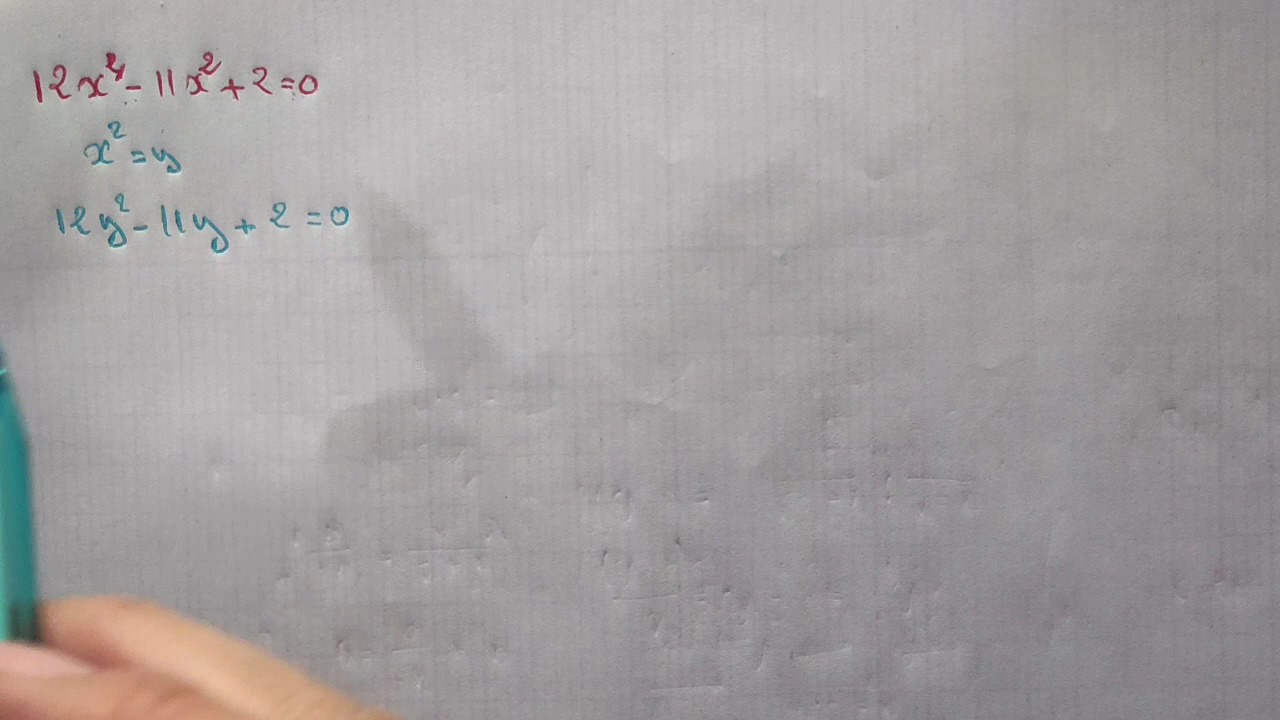 12x⁴ - 11x² + 2 = 0
x² = y
12y² - 11y + 2 = 0